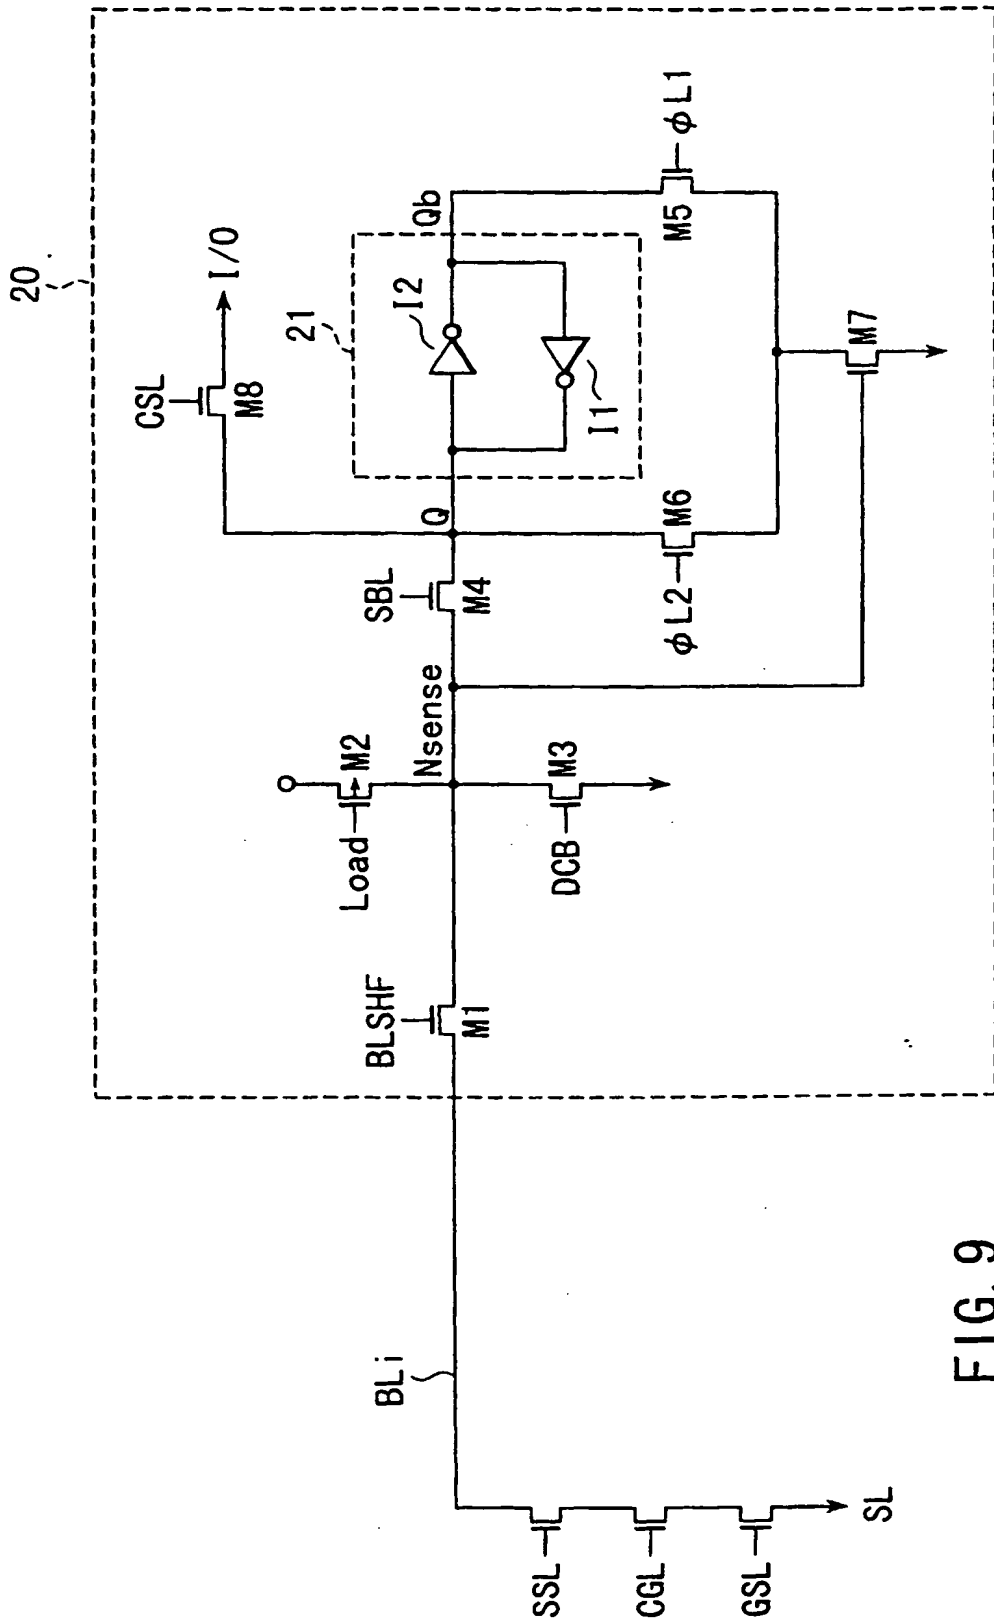 20
CSL
I/O
M8
21
I2
Qb
I1
Q
SBL
M4
φL2
M6
M5
φL1
M7
Nsense
Load
M2
DCB
M3
BLSHF
M1
BLi
SSL
CGL
GSL
SL
FIG. 9